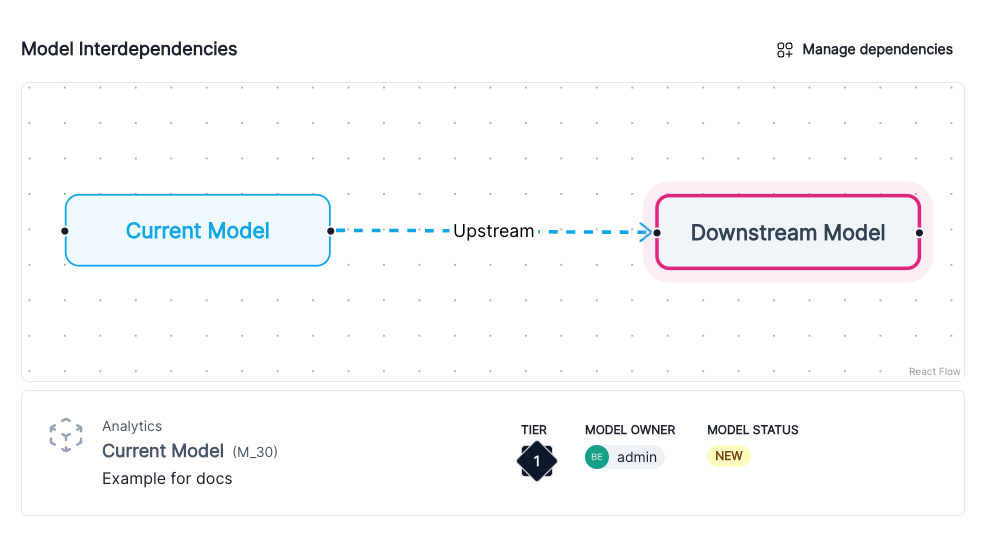 Model Interdependencies
Manage dependencies
Current Model
Upstream
Downstream Model
React Flow
Analytics
Current Model (M_30)
Example for docs
TIER
1
MODEL OWNER
BE admin
MODEL STATUS
NEW